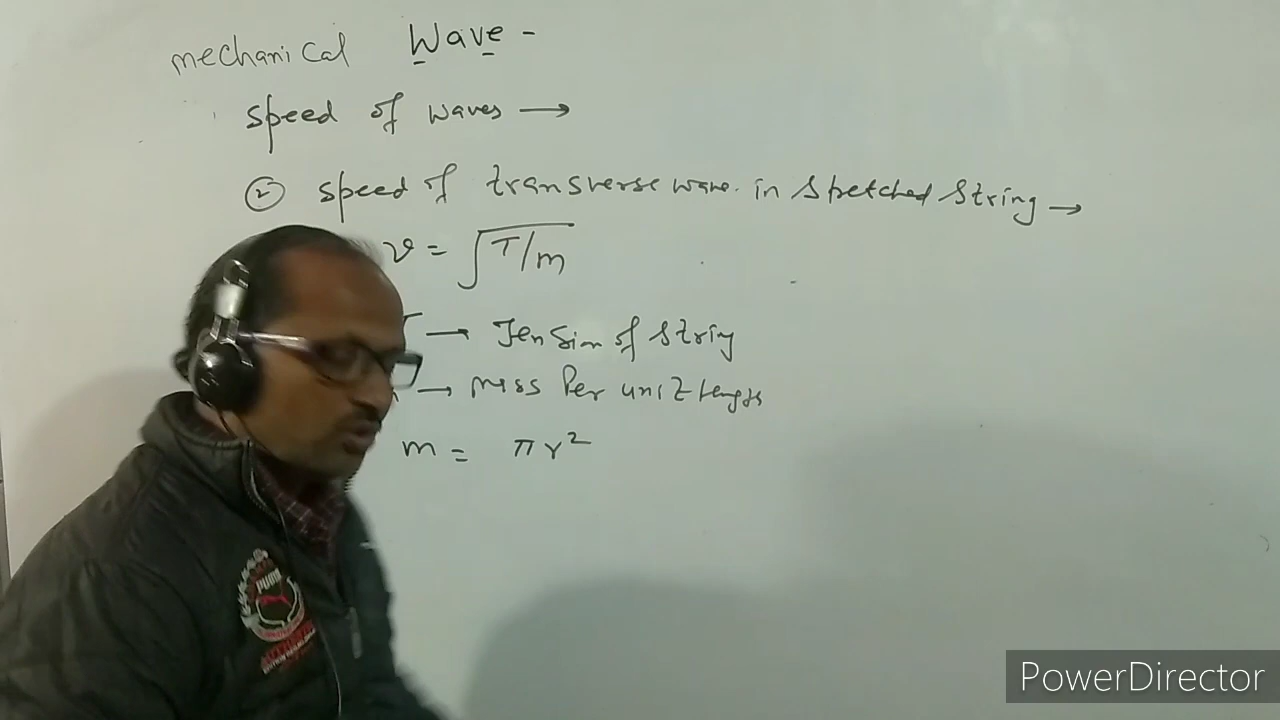 mechanical Wave -
speed of waves →
② speed of transverse wave. in stretched string →
v = √T/m
T → Tension of string
→ mass Per unit length
m = πr²
PUMA
PowerDirector